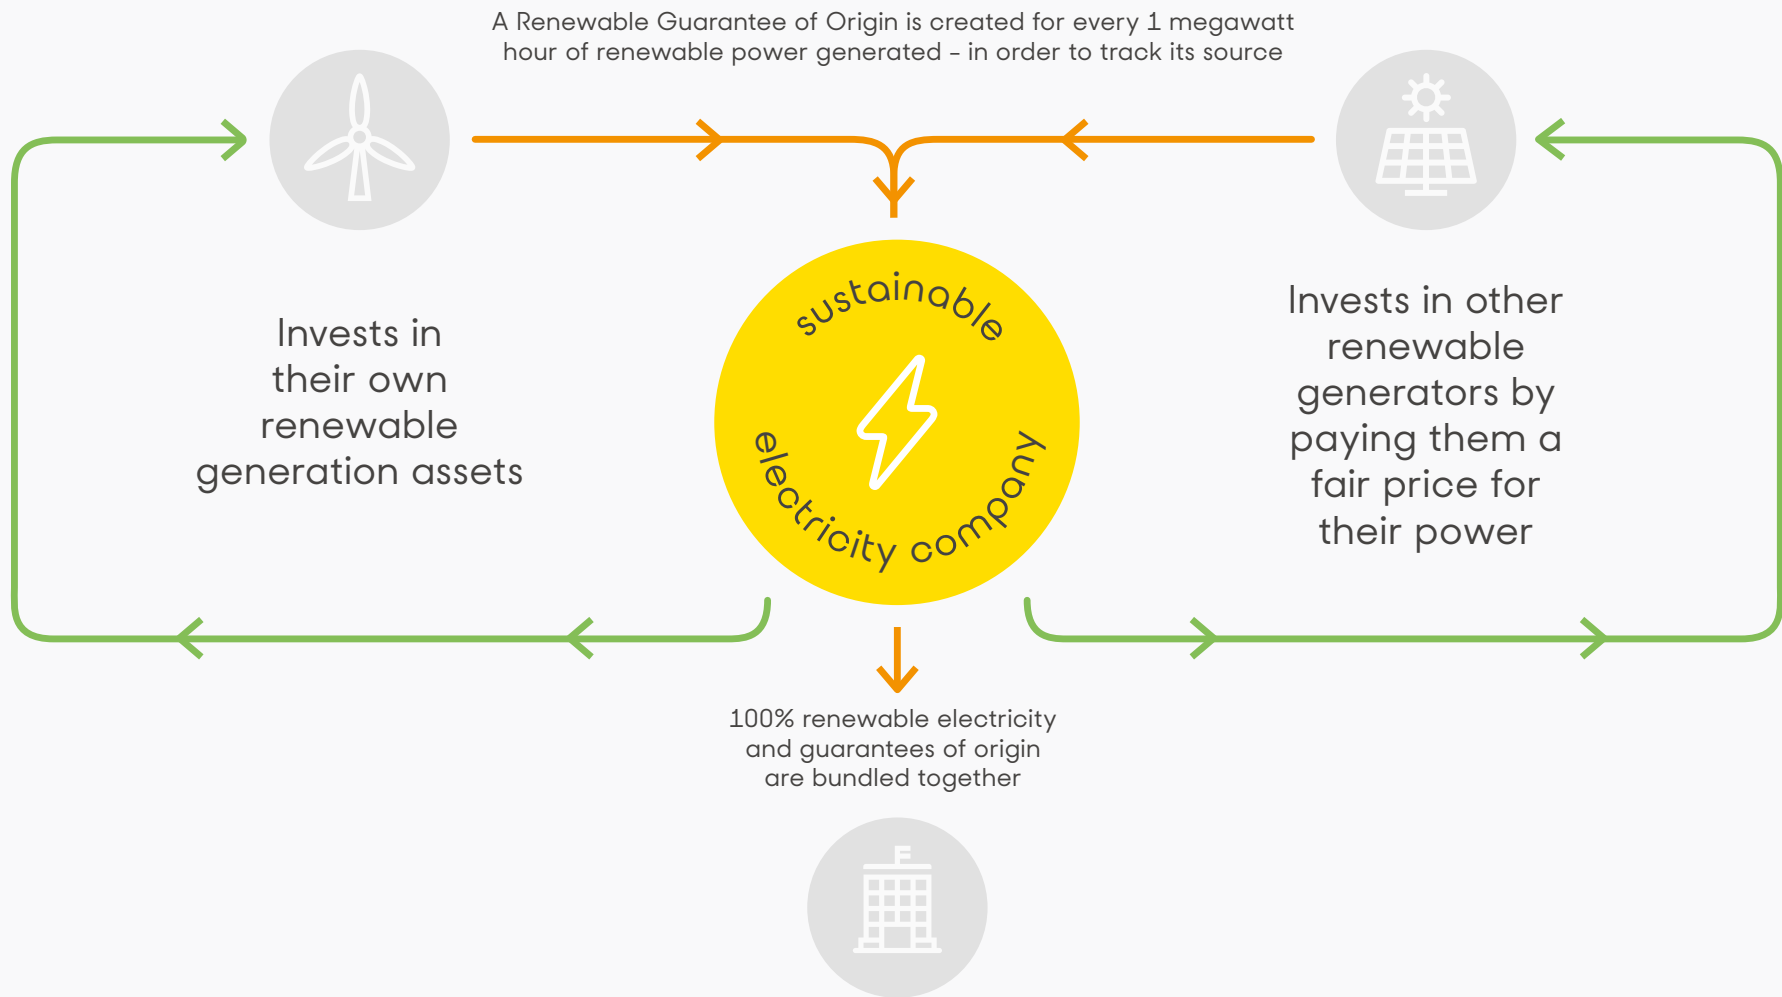 A Renewable Guarantee of Origin is created for every 1 megawatt
hour of renewable power generated - in order to track its source
Invests in
their own
renewable
generation assets
sustainable
electricity company
Invests in other
renewable
generators by
paying them a
fair price for
their power
100% renewable electricity
and guarantees of origin
are bundled together